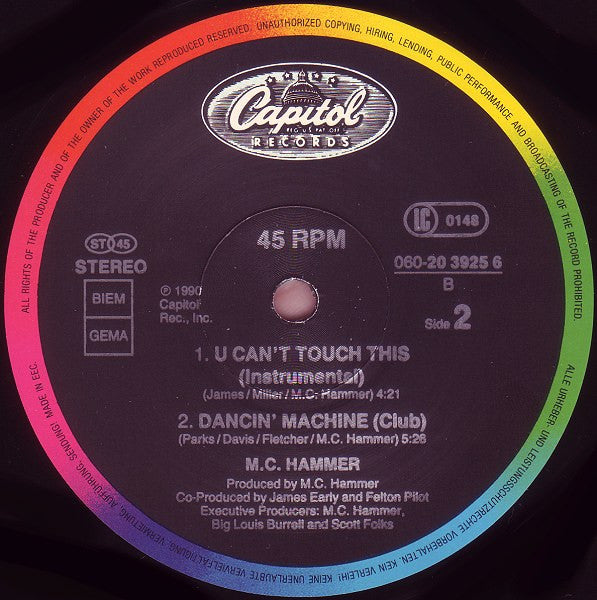 ALL RIGHTS OF THE PRODUCER AND OF THE OWNER OF THE WORK REPRODUCED RESERVED. UNAUTHORIZED COPYING, HIRING, LENDING, PUBLIC PERFORMANCE AND BROADCASTING OF THE RECORD PROHIBITED.
Capitol
REG. U.S. PAT. OFF.
RECORDS
45 RPM
LC 0148
ST 45
STEREO
060-20 3925 6
B
Side 2
BIEM
GEMA
℗ 1990
Capitol
Rec., Inc.
1. U CAN'T TOUCH THIS
(Instrumental)
(James/Miller/M.C. Hammer) 4:21
2. DANCIN' MACHINE (Club)
(Parks/Davis/Fletcher/M.C. Hammer) 5:26
M.C. HAMMER
Produced by M.C. Hammer
Co-Produced by James Early and Felton Pilot
Executive Producers: M.C. Hammer,
Big Louis Burrell and Scott Folks
ALLE URHEBER- UND LEISTUNGSSCHUTZRECHTE VORBEHALTEN. KEIN VERLEIH! KEINE UNERLAUBTE VERVIELFÄLTIGUNG, VERMIETUNG, AUFFÜHRUNG, SENDUNG! MADE IN EEC.